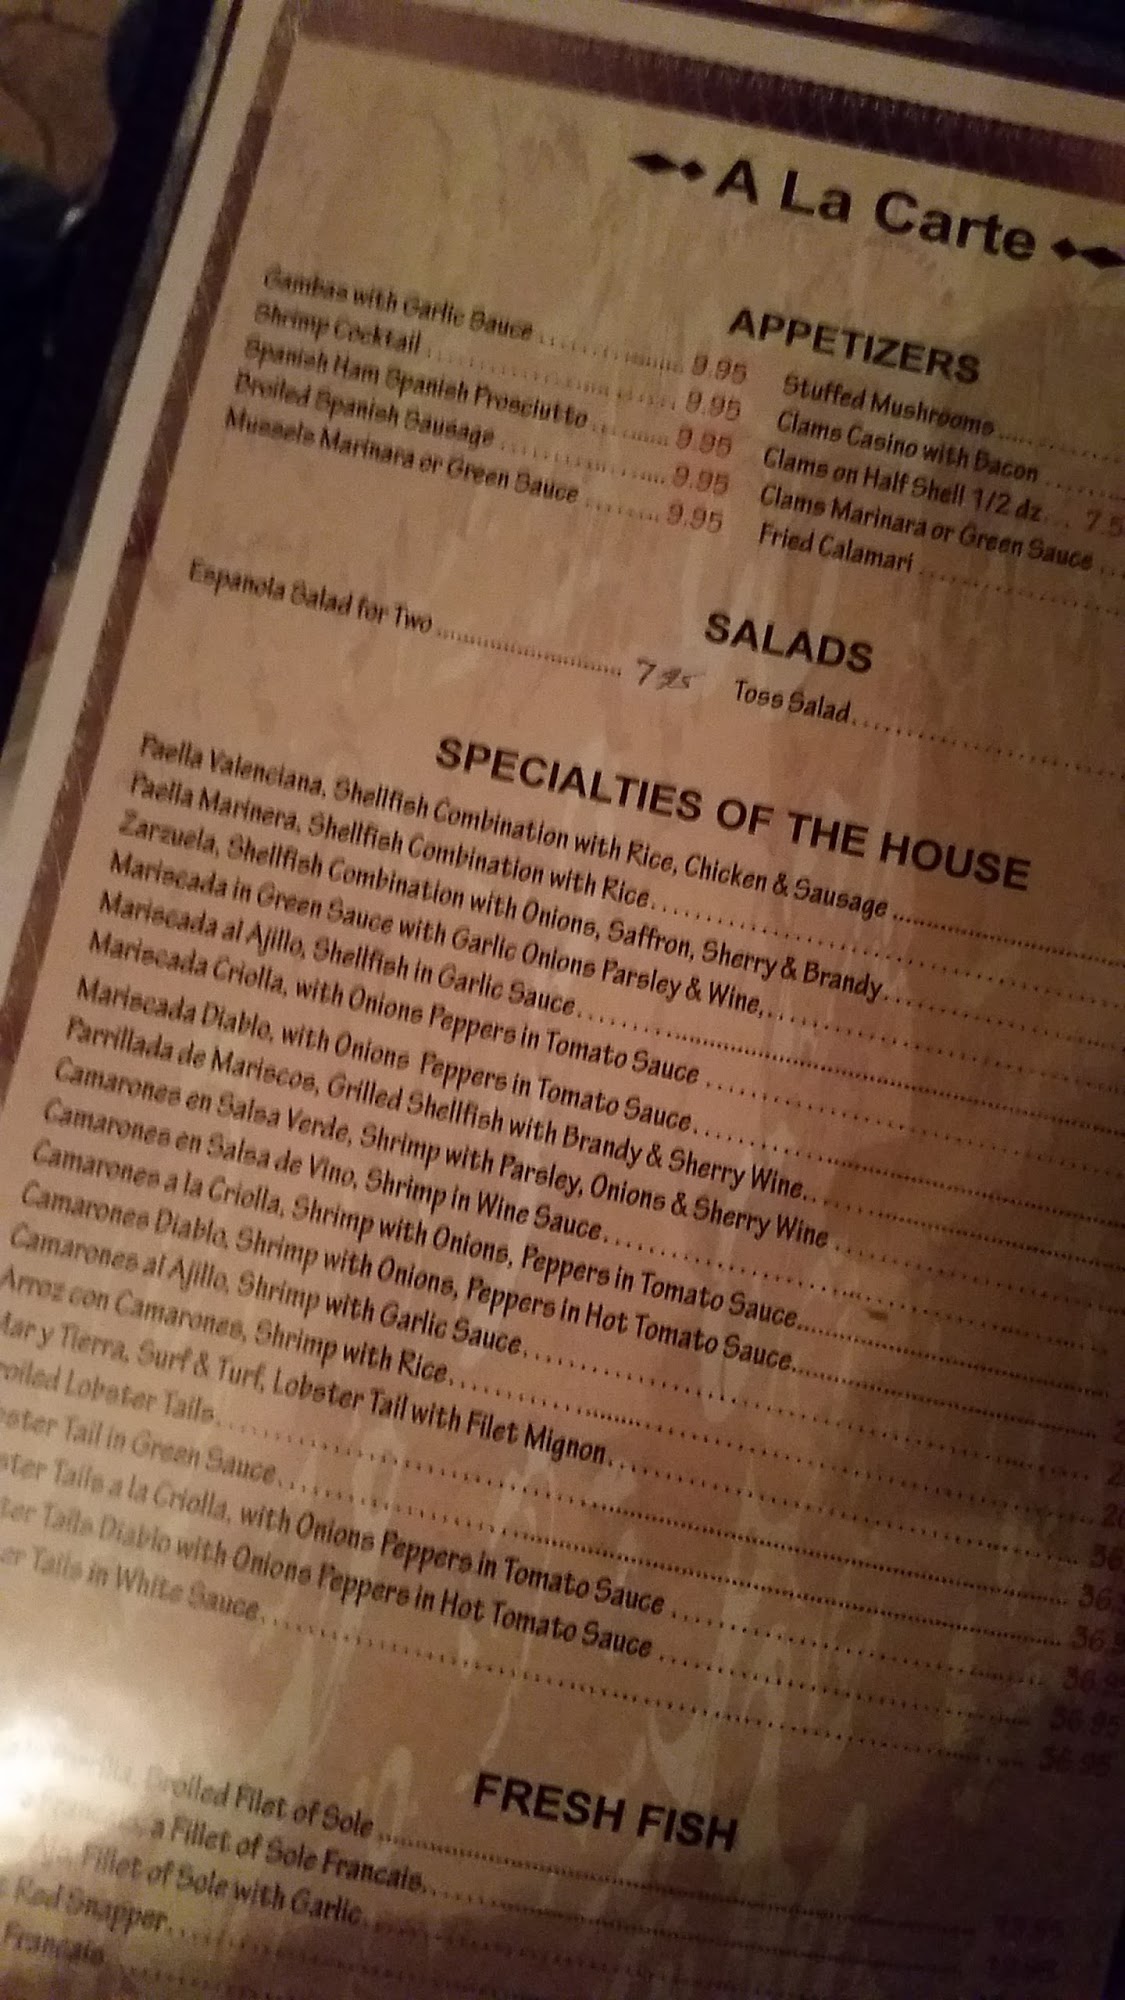 A La Carte
APPETIZERS
Gambas with Garlic Sauce 9.95
Shrimp Cocktail 9.95
Spanish Ham Spanish Prosciutto 9.95
Broiled Spanish Sausage 9.95
Mussels Marinara or Green Sauce 9.95
Stuffed Mushrooms
Clams Casino with Bacon
Clams on Half Shell 1/2 dz
Clams Marinara or Green Sauce
Fried Calamari
SALADS
Espanola Salad for Two 7 95
Toss Salad
SPECIALTIES OF THE HOUSE
Paella Valenciana, Shellfish Combination with Rice, Chicken & Sausage
Paella Marinera, Shellfish Combination with Rice
Zarzuela, Shellfish Combination with Onions, Saffron, Sherry & Brandy
Mariscada in Green Sauce with Garlic Onions Parsley & Wine,
Mariscada al Ajillo, Shellfish in Garlic Sauce
Mariscada Criolla, with Onions Peppers in Tomato Sauce
Mariscada Diablo, with Onions Peppers in Tomato Sauce
Parrillada de Mariscos, Grilled Shellfish with Brandy & Sherry Wine
Camarones en Salsa Verde, Shrimp with Parsley, Onions & Sherry Wine
Camarones en Salsa de Vino, Shrimp in Wine Sauce
Camarones a la Criolla, Shrimp with Onions, Peppers in Tomato Sauce
Camarones Diablo, Shrimp with Onions, Peppers in Hot Tomato Sauce
Camarones al Ajillo, Shrimp with Garlic Sauce
Arroz con Camarones, Shrimp with Rice
Mar y Tierra, Surf & Turf, Lobster Tail with Filet Mignon
roiled Lobster Tails
bster Tail in Green Sauce
ster Tails a la Criolla, with Onions Peppers in Tomato Sauce 36.95
ter Tails Diablo with Onions Peppers in Hot Tomato Sauce 36.95
er Tails in White Sauce 36.95
FRESH FISH
Broiled Filet of Sole
a Fillet of Sole Francais
Fillet of Sole with Garlic
Red Snapper
Francais